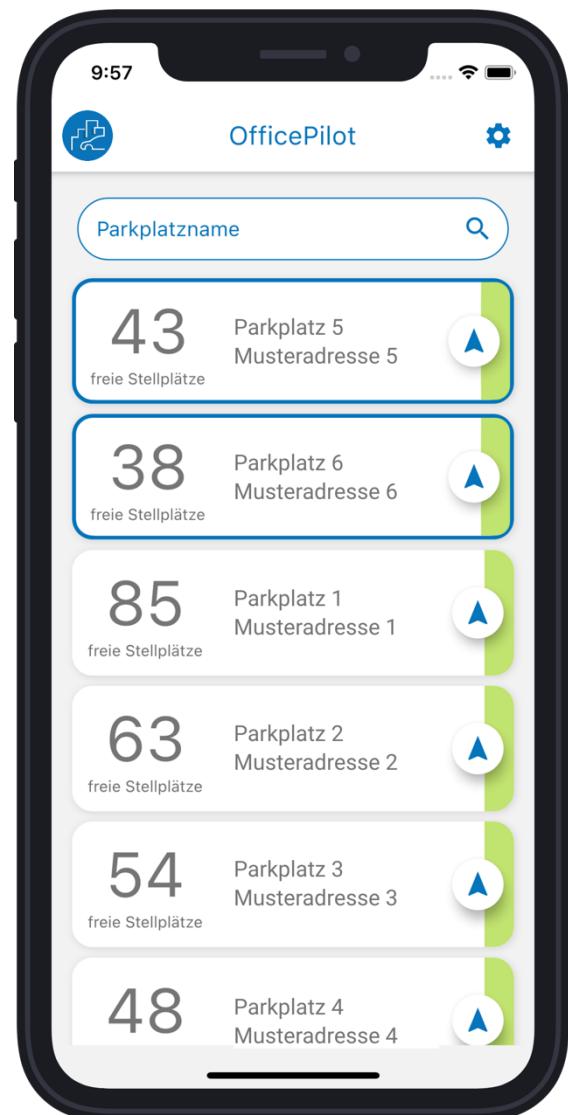 9:57
OfficePilot
Parkplatzname
43
freie Stellplätze
Parkplatz 5
Musteradresse 5
38
freie Stellplätze
Parkplatz 6
Musteradresse 6
85
freie Stellplätze
Parkplatz 1
Musteradresse 1
63
freie Stellplätze
Parkplatz 2
Musteradresse 2
54
freie Stellplätze
Parkplatz 3
Musteradresse 3
48
Parkplatz 4
Musteradresse 4